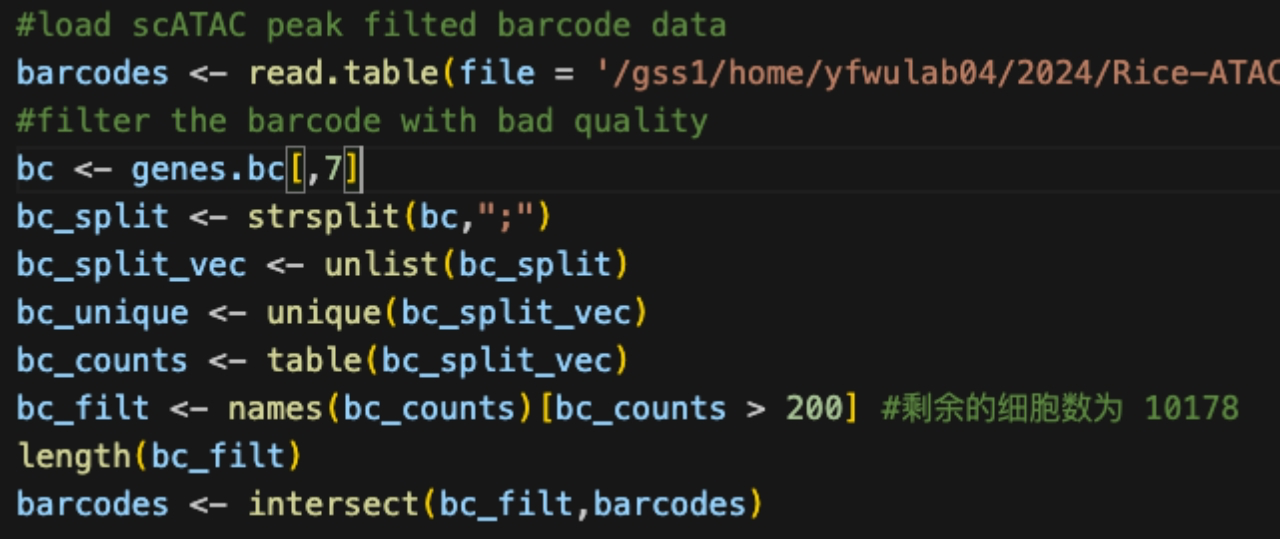 #load scATAC peak filted barcode data
barcodes <- read.table(file = '/gss1/home/yfwulab04/2024/Rice-ATAC
#filter the barcode with bad quality
bc <- genes.bc[,7]
bc_split <- strsplit(bc,";")
bc_split_vec <- unlist(bc_split)
bc_unique <- unique(bc_split_vec)
bc_counts <- table(bc_split_vec)
bc_filt <- names(bc_counts)[bc_counts > 200] #剩余的细胞数为 10178
length(bc_filt)
barcodes <- intersect(bc_filt,barcodes)